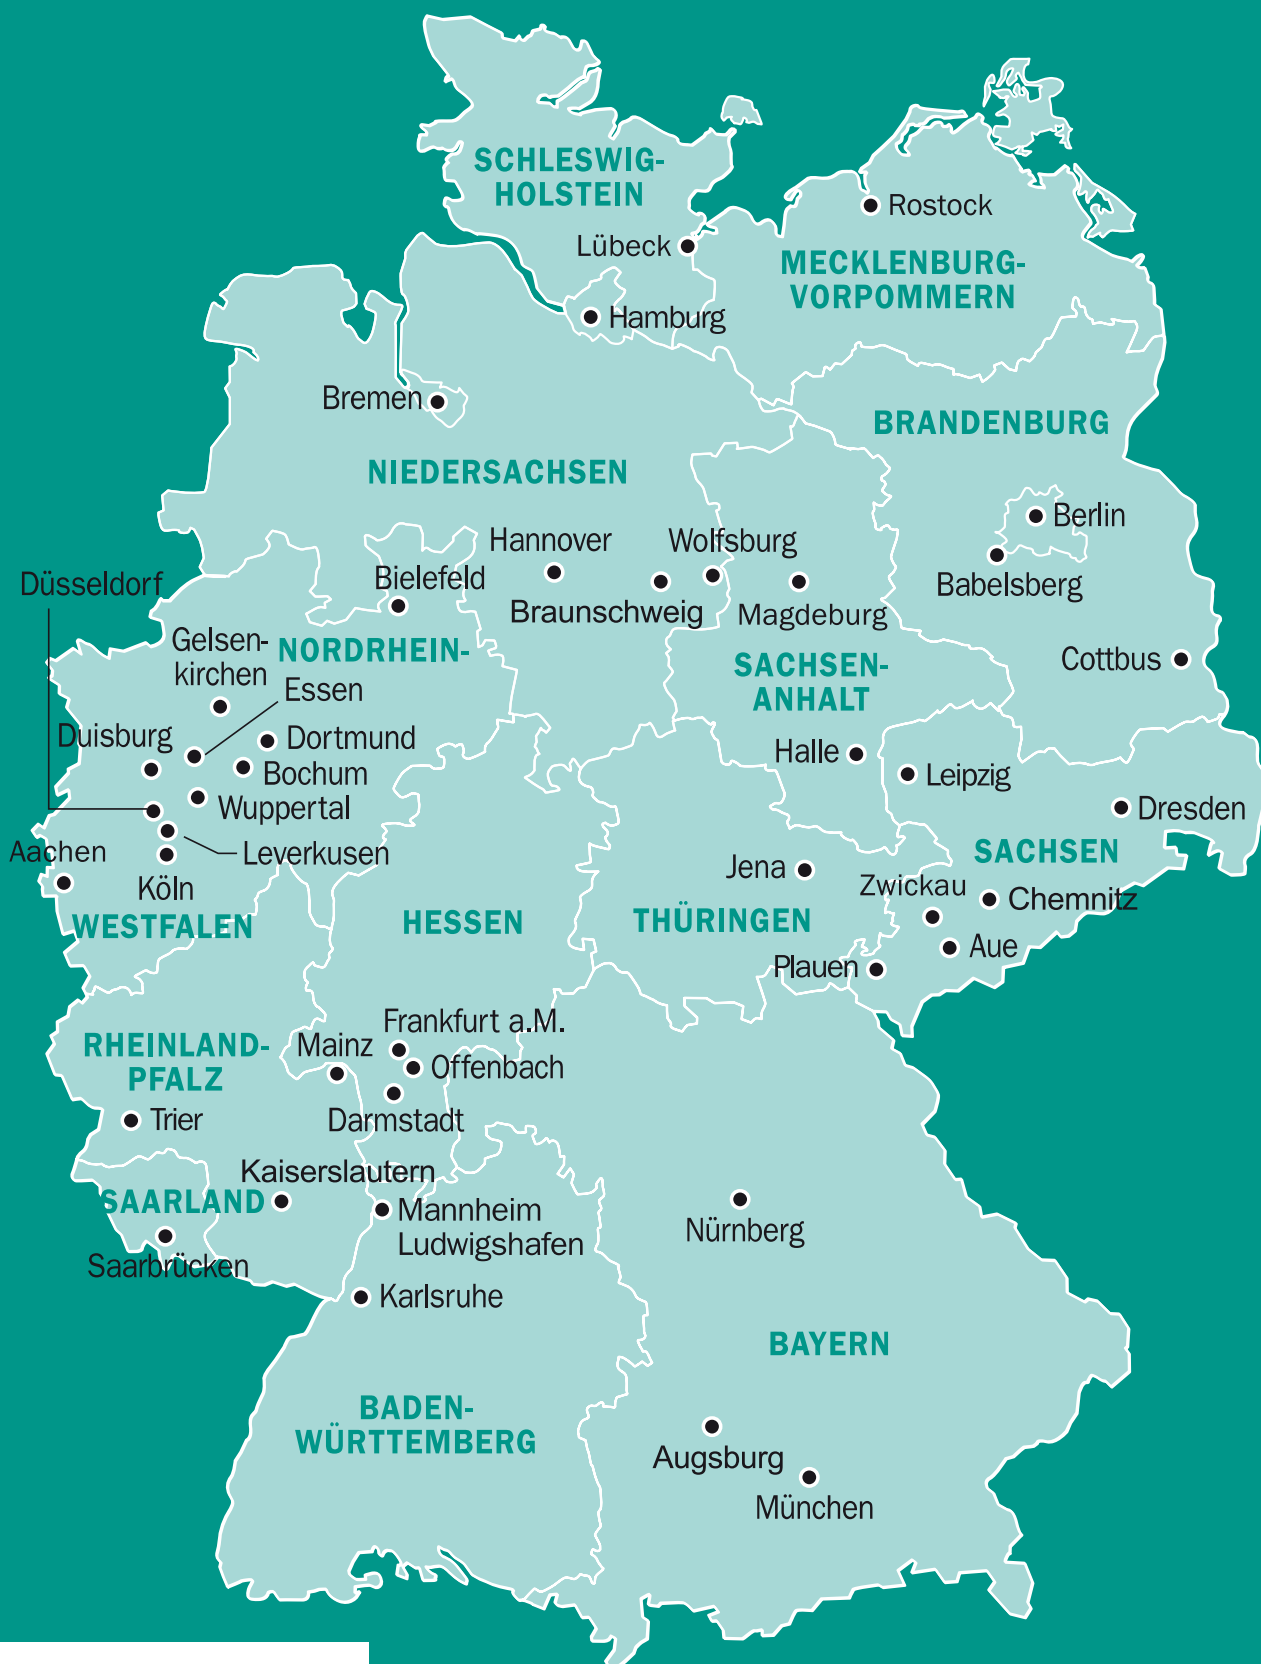 SCHLESWIG-
HOLSTEIN
Rostock
Lübeck
MECKLENBURG-
VORPOMMERN
Hamburg
Bremen
BRANDENBURG
NIEDERSACHSEN
Berlin
Hannover
Wolfsburg
Babelsberg
Düsseldorf
Bielefeld
Braunschweig
Magdeburg
Gelsen-
kirchen
NORDRHEIN-
Essen
SACHSEN-
ANHALT
Cottbus
Duisburg
Dortmund
Bochum
Halle
Leipzig
Wuppertal
Dresden
Aachen
Leverkusen
Köln
SACHSEN
Jena
Zwickau
Chemnitz
WESTFALEN
HESSEN
THÜRINGEN
Aue
Plauen
Frankfurt a.M.
RHEINLAND-
PFALZ
Mainz
Offenbach
Trier
Darmstadt
Kaiserslautern
SAARLAND
Mannheim
Ludwigshafen
Nürnberg
Saarbrücken
Karlsruhe
BAYERN
BADEN-
WÜRTTEMBERG
Augsburg
München